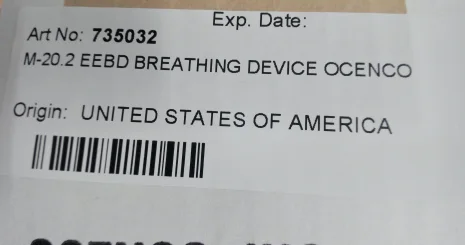 Exp. Date:
Art No: 735032
M-20.2 EEBD BREATHING DEVICE OCENCO
Origin: UNITED STATES OF AMERICA